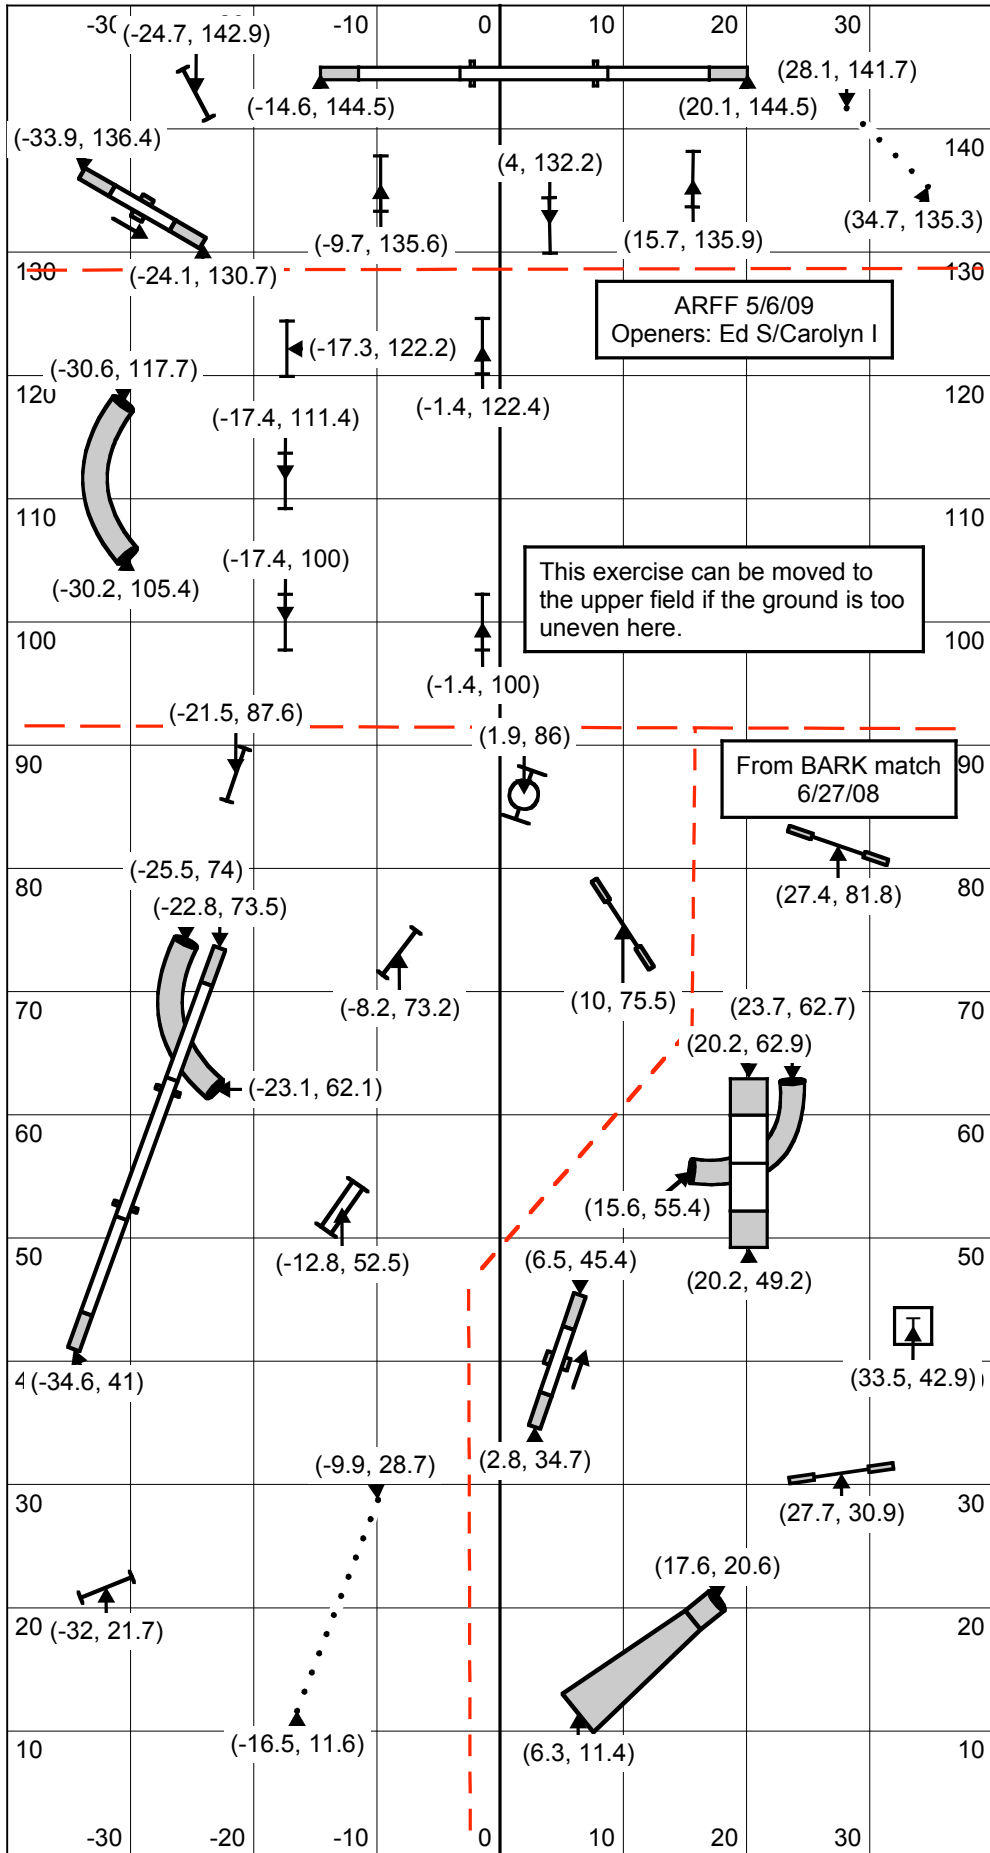 -10 0 10 20 30
(-24.7, 142.9)
(28.1, 141.7)
(-14.6, 144.5) (20.1, 144.5)
(-33.9, 136.4)
140
(4, 132.2)
(34.7, 135.3)
(-9.7, 135.6) (15.7, 135.9)
130 130
(-24.1, 130.7)
ARFF 5/6/09
Openers: Ed S/Carolyn I
(-17.3, 122.2)
(-30.6, 117.7)
120 120
(-1.4, 122.4)
(-17.4, 111.4)
110 110
(-17.4, 100)
This exercise can be moved to
the upper field if the ground is too
uneven here.
(-30.2, 105.4)
100 100
(-1.4, 100)
(-21.5, 87.6)
(1.9, 86)
90 90
From BARK match
6/27/08
(-25.5, 74)
80 80
(27.4, 81.8)
(-22.8, 73.5)
70 70
(-8.2, 73.2) (10, 75.5) (23.7, 62.7)
(20.2, 62.9)
(-23.1, 62.1)
60 60
(15.6, 55.4)
50 50
(-12.8, 52.5) (6.5, 45.4)
(20.2, 49.2)
(-34.6, 41) (33.5, 42.9)
(-9.9, 28.7) (2.8, 34.7)
30 30
(27.7, 30.9)
(17.6, 20.6)
20 (-32, 21.7) 20
(-16.5, 11.6)
10 10
(6.3, 11.4)
-30 -20 -10 0 10 20 30